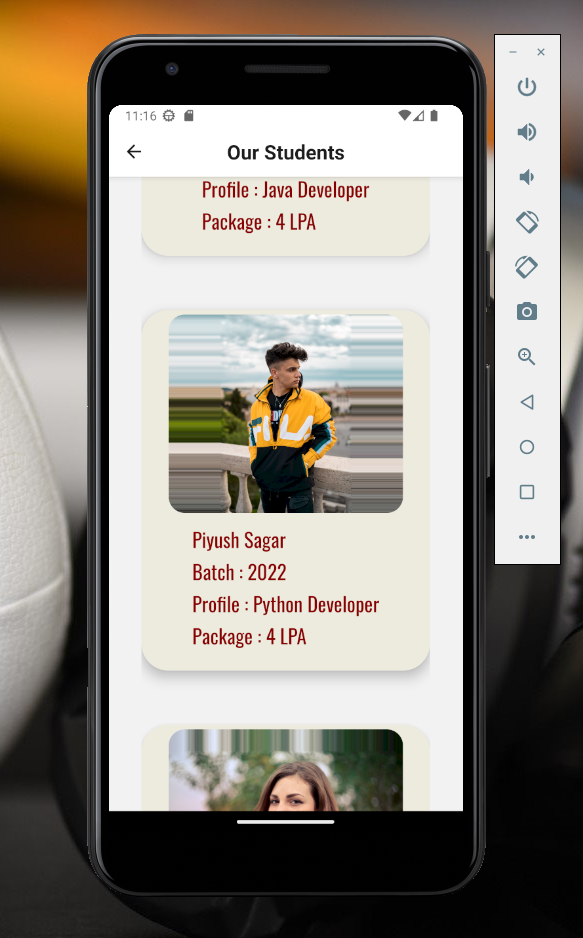 11:16
Our Students
Profile : Java Developer
Package : 4 LPA
FILA
Piyush Sagar
Batch : 2022
Profile : Python Developer
Package : 4 LPA